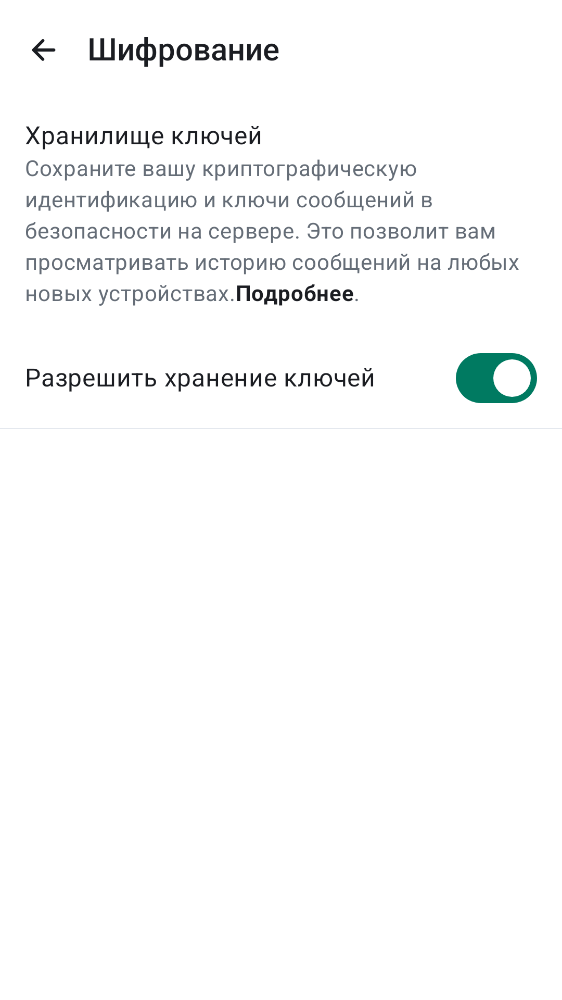 Шифрование
Хранилище ключей
Сохраните вашу криптографическую
идентификацию и ключи сообщений в
безопасности на сервере. Это позволит вам
просматривать историю сообщений на любых
новых устройствах.Подробнее.
Разрешить хранение ключей